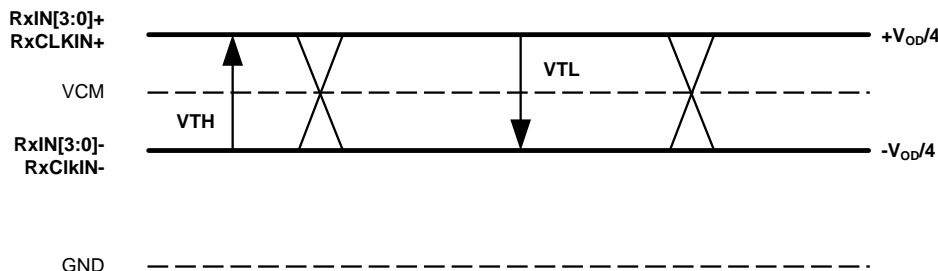 RxIN[3:0]+
RxCLKIN+
+VOD/4
VTL
VCM
VTH
RxIN[3:0]-
RxClkIN-
-VOD/4
GND